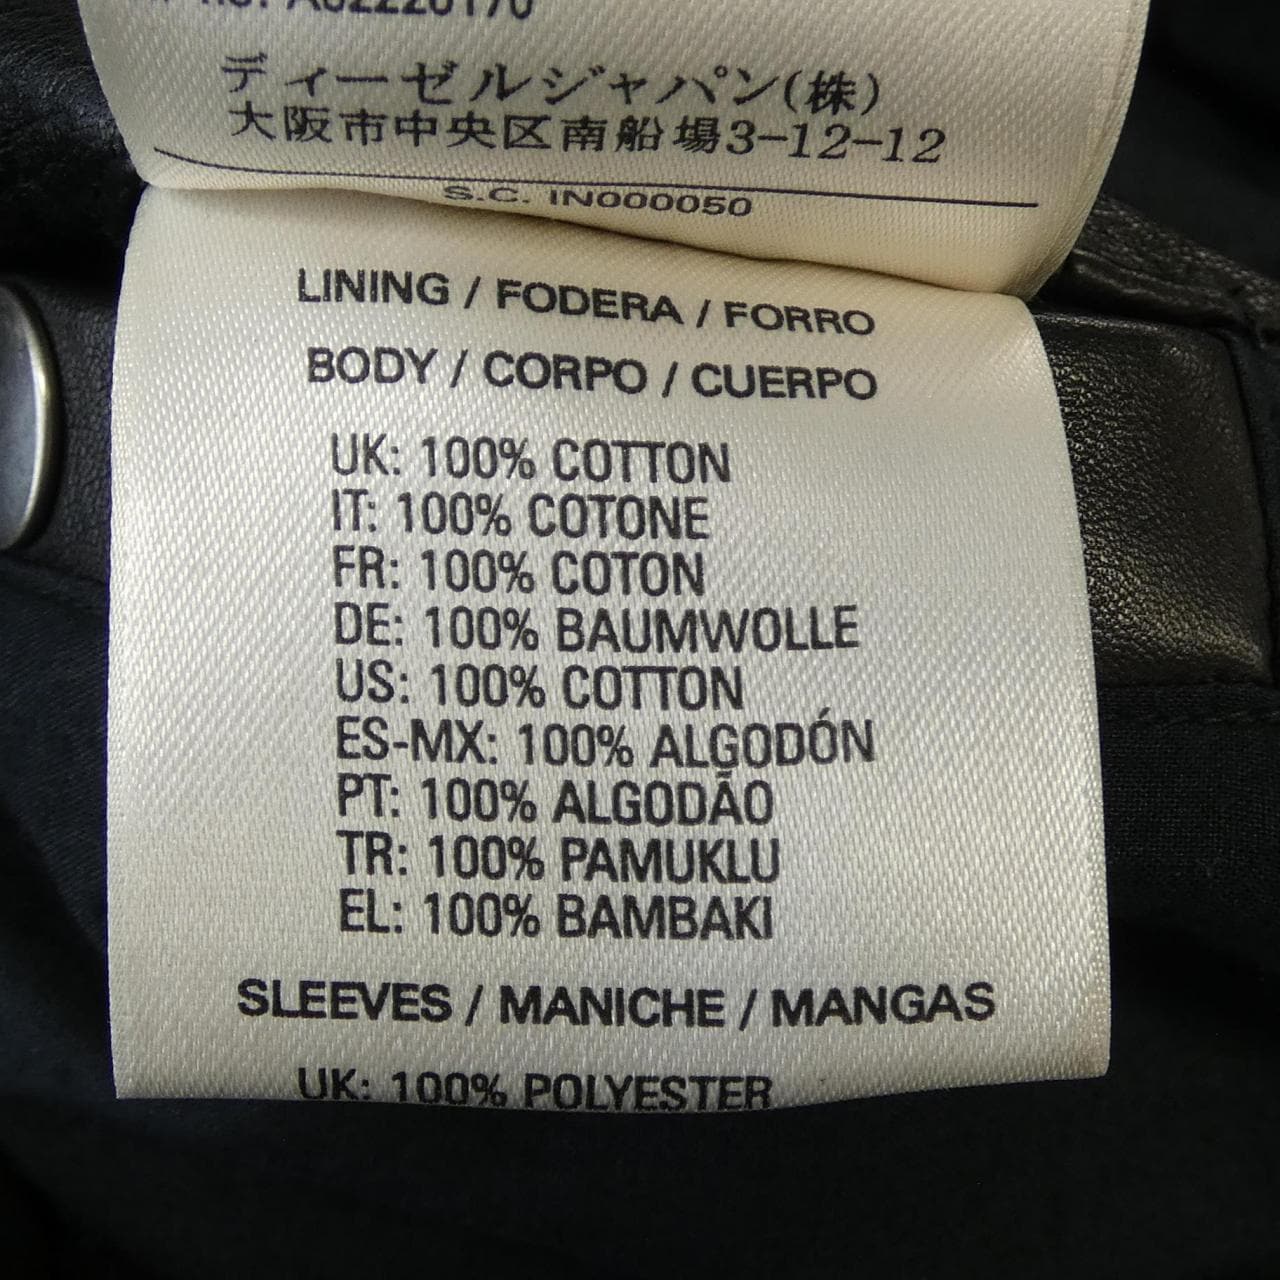 ディーゼルジャパン(株)
大阪市中央区南船場3-12-12
S.C. IN000050
LINING / FODERA / FORRO
BODY / CORPO / CUERPO
UK: 100% COTTON
IT: 100% COTONE
FR: 100% COTON
DE: 100% BAUMWOLLE
US: 100% COTTON
ES-MX: 100% ALGODÓN
PT: 100% ALGODÃO
TR: 100% PAMUKLU
EL: 100% BAMBAKI
SLEEVES / MANICHE / MANGAS
UK: 100% POLYESTER